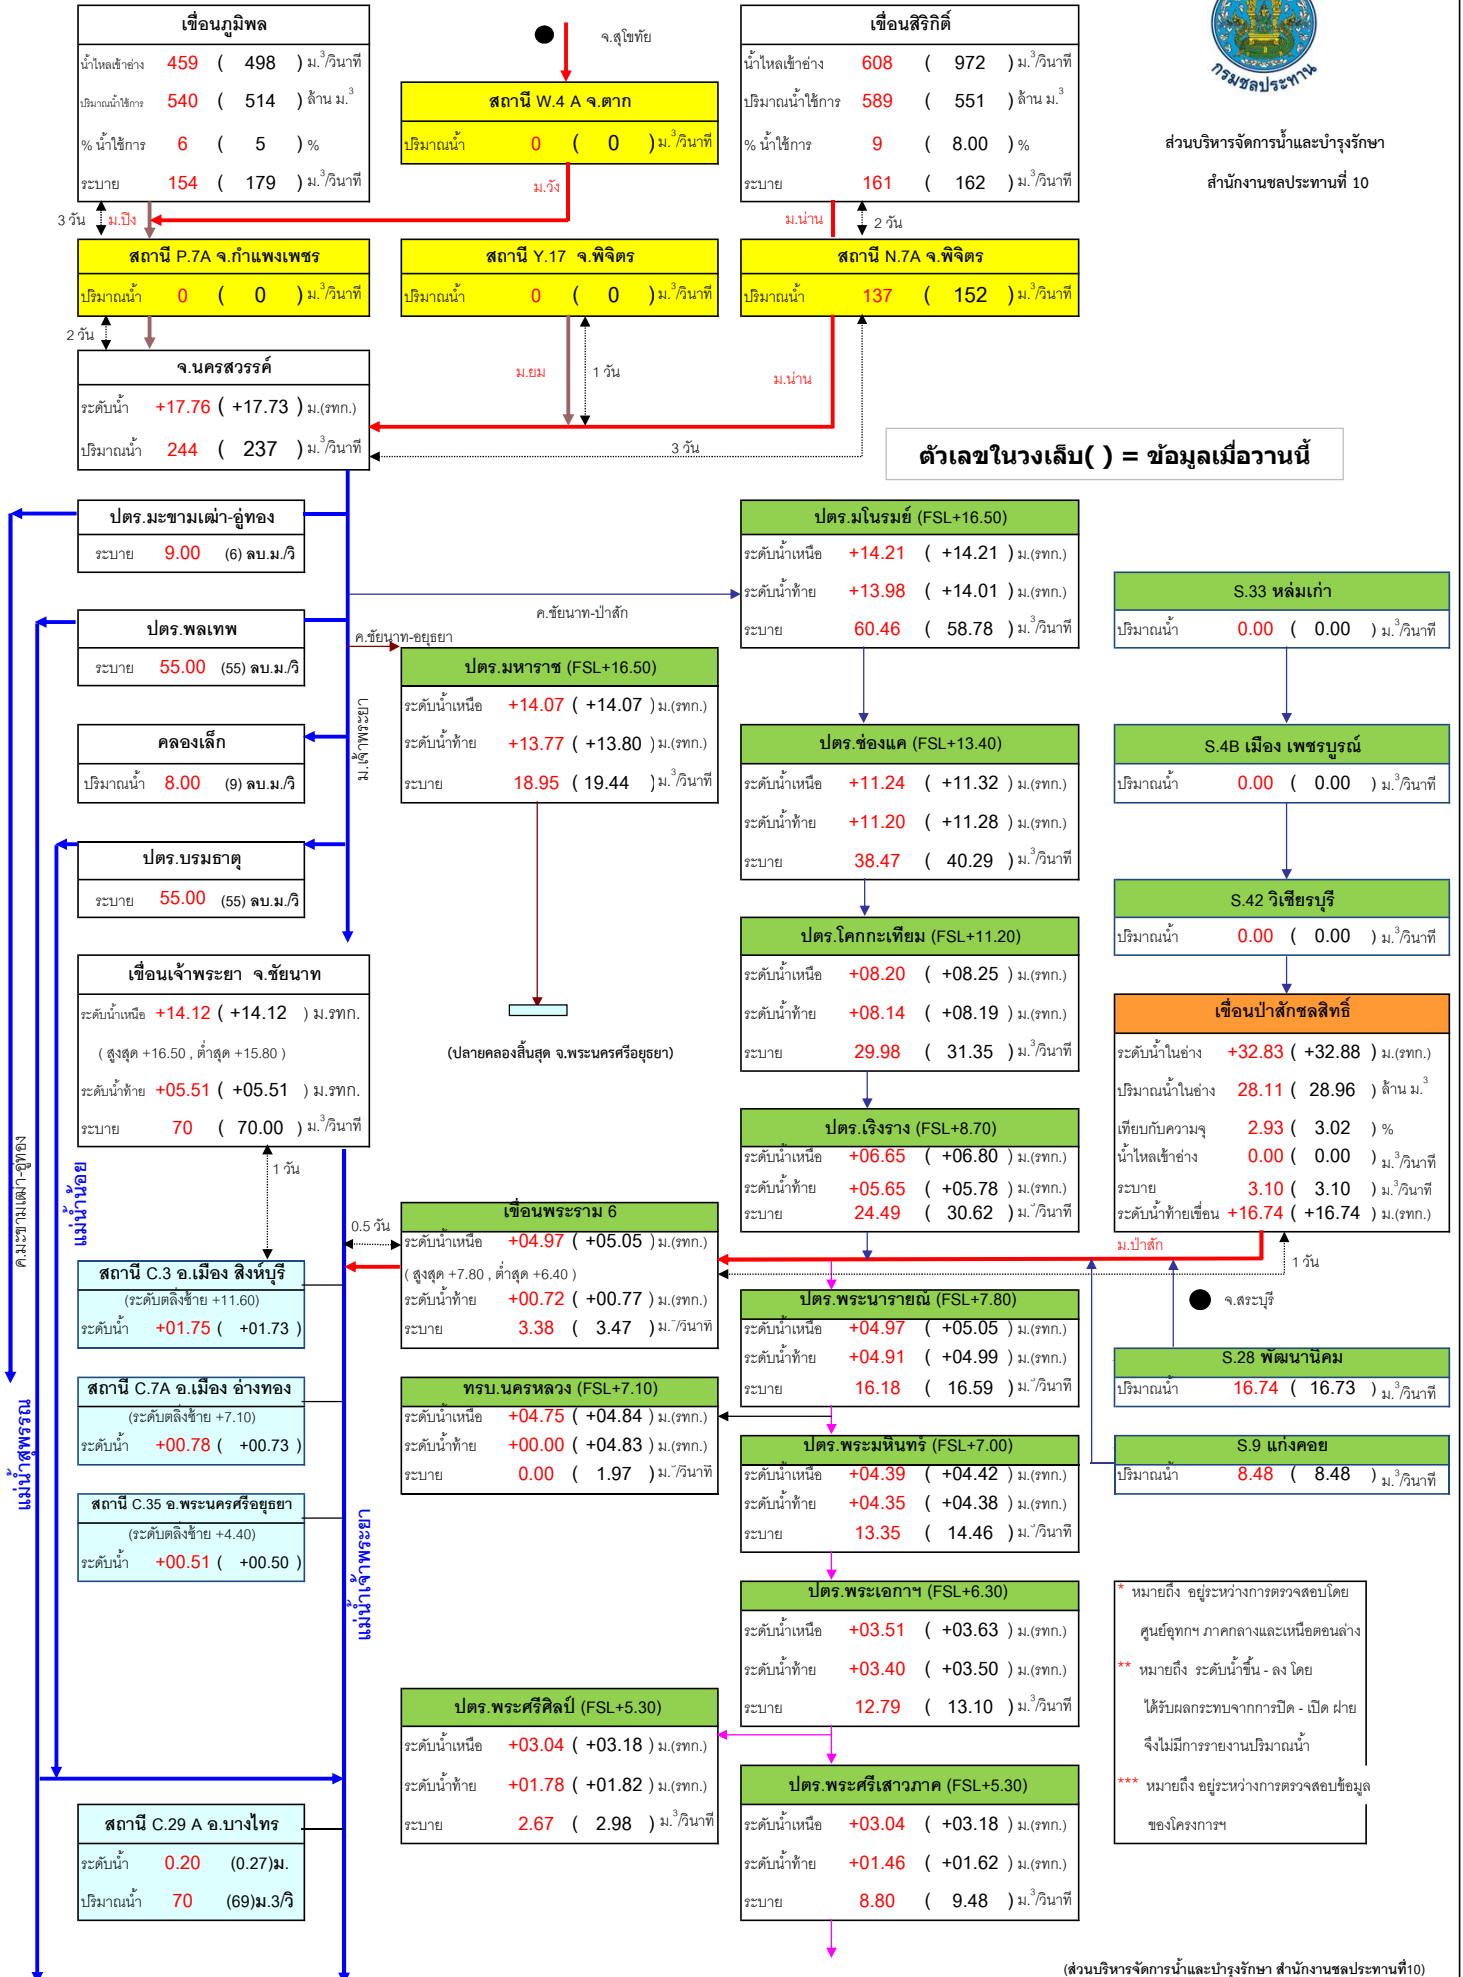 เขื่อนภูมิพล
น้ำไหลเข้าอ่าง 459 ( 498 ) ม.³/วินาที
ปริมาณน้ำใช้การ 540 ( 514 ) ล้าน ม.³
% น้ำใช้การ 6 ( 5 ) %
ระบาย 154 ( 179 ) ม.³/วินาที
จ.สุโขทัย
สถานี W.4 A จ.ตาก
ปริมาณน้ำ 0 ( 0 ) ม.³/วินาที
ม.วัง
เขื่อนสิริกิติ์
น้ำไหลเข้าอ่าง 608 ( 972 ) ม.³/วินาที
ปริมาณน้ำใช้การ 589 ( 551 ) ล้าน ม.³
% น้ำใช้การ 9 ( 8.00 ) %
ระบาย 161 ( 162 ) ม.³/วินาที
กรมชลประทาน
ส่วนบริหารจัดการน้ำและบำรุงรักษา
สำนักงานชลประทานที่ 10
3 วัน ม.ปิง
ม.น่าน 2 วัน
สถานี P.7A จ.กำแพงเพชร
ปริมาณน้ำ 0 ( 0 ) ม.³/วินาที
สถานี Y.17 จ.พิจิตร
ปริมาณน้ำ 0 ( 0 ) ม.³/วินาที
สถานี N.7A จ.พิจิตร
ปริมาณน้ำ 137 ( 152 ) ม.³/วินาที
2 วัน
จ.นครสวรรค์
ระดับน้ำ +17.76 ( +17.73 ) ม.(รทก.)
ปริมาณน้ำ 244 ( 237 ) ม.³/วินาที
ม.ยม 1 วัน
ม.น่าน
3 วัน
ตัวเลขในวงเล็บ( ) = ข้อมูลเมื่อวานนี้
ปตร.มะขามเฒ่า-อู่ทอง
ระบาย 9.00 (6) ลบ.ม./วิ
ปตร.พลเทพ
ระบาย 55.00 (55) ลบ.ม./วิ
คลองเล็ก
ปริมาณน้ำ 8.00 (9) ลบ.ม./วิ
ปตร.บรมธาตุ
ระบาย 55.00 (55) ลบ.ม./วิ
ค.ชัยนาท-ป่าสัก
ค.ชัยนาท-อยุธยา
ม.เจ้าพระยา
ปตร.มหาราช (FSL+16.50)
ระดับน้ำเหนือ +14.07 ( +14.07 ) ม.(รทก.)
ระดับน้ำท้าย +13.77 ( +13.80 ) ม.(รทก.)
ระบาย 18.95 ( 19.44 ) ม.³/วินาที
(ปลายคลองสิ้นสุด จ.พระนครศรีอยุธยา)
ปตร.มโนรมย์ (FSL+16.50)
ระดับน้ำเหนือ +14.21 ( +14.21 ) ม.(รทก.)
ระดับน้ำท้าย +13.98 ( +14.01 ) ม.(รทก.)
ระบาย 60.46 ( 58.78 ) ม.³/วินาที
ปตร.ช่องแค (FSL+13.40)
ระดับน้ำเหนือ +11.24 ( +11.32 ) ม.(รทก.)
ระดับน้ำท้าย +11.20 ( +11.28 ) ม.(รทก.)
ระบาย 38.47 ( 40.29 ) ม.³/วินาที
ปตร.โคกกะเทียม (FSL+11.20)
ระดับน้ำเหนือ +08.20 ( +08.25 ) ม.(รทก.)
ระดับน้ำท้าย +08.14 ( +08.19 ) ม.(รทก.)
ระบาย 29.98 ( 31.35 ) ม.³/วินาที
ปตร.เริงราง (FSL+8.70)
ระดับน้ำเหนือ +06.65 ( +06.80 ) ม.(รทก.)
ระดับน้ำท้าย +05.65 ( +05.78 ) ม.(รทก.)
ระบาย 24.49 ( 30.62 ) ม.³/วินาที
S.33 หล่มเก่า
ปริมาณน้ำ 0.00 ( 0.00 ) ม.³/วินาที
S.4B เมือง เพชรบูรณ์
ปริมาณน้ำ 0.00 ( 0.00 ) ม.³/วินาที
S.42 วิเชียรบุรี
ปริมาณน้ำ 0.00 ( 0.00 ) ม.³/วินาที
เขื่อนป่าสักชลสิทธิ์
ระดับน้ำในอ่าง +32.83 ( +32.88 ) ม.(รทก.)
ปริมาณน้ำในอ่าง 28.11 ( 28.96 ) ล้าน ม.³
เทียบกับความจุ 2.93 ( 3.02 ) %
น้ำไหลเข้าอ่าง 0.00 ( 0.00 ) ม.³/วินาที
ระบาย 3.10 ( 3.10 ) ม.³/วินาที
ระดับน้ำท้ายเขื่อน +16.74 ( +16.74 ) ม.(รทก.)
ม.ป่าสัก
1 วัน
เขื่อนเจ้าพระยา จ.ชัยนาท
ระดับน้ำเหนือ +14.12 ( +14.12 ) ม.รทก.
( สูงสุด +16.50 , ต่ำสุด +15.80 )
ระดับน้ำท้าย +05.51 ( +05.51 ) ม.รทก.
ระบาย 70 ( 70.00 ) ม.³/วินาที
1 วัน
ค.มะขามเฒ่า-อู่ทอง
แม่น้ำน้อย
แม่น้ำสุพรรณ
แม่น้ำเจ้าพระยา
0.5 วัน
เขื่อนพระราม 6
ระดับน้ำเหนือ +04.97 ( +05.05 ) ม.(รทก.)
( สูงสุด +7.80 , ต่ำสุด +6.40 )
ระดับน้ำท้าย +00.72 ( +00.77 ) ม.(รทก.)
ระบาย 3.38 ( 3.47 ) ม.³/วินาที
สถานี C.3 อ.เมือง สิงห์บุรี
(ระดับตลิ่งซ้าย +11.60)
ระดับน้ำ +01.75 ( +01.73 )
สถานี C.7A อ.เมือง อ่างทอง
(ระดับตลิ่งซ้าย +7.10)
ระดับน้ำ +00.78 ( +00.73 )
สถานี C.35 อ.พระนครศรีอยุธยา
(ระดับตลิ่งซ้าย +4.40)
ระดับน้ำ +00.51 ( +00.50 )
ทรบ.นครหลวง (FSL+7.10)
ระดับน้ำเหนือ +04.75 ( +04.84 ) ม.(รทก.)
ระดับน้ำท้าย +00.00 ( +04.83 ) ม.(รทก.)
ระบาย 0.00 ( 1.97 ) ม.³/วินาที
ปตร.พระนารายณ์ (FSL+7.80)
ระดับน้ำเหนือ +04.97 ( +05.05 ) ม.(รทก.)
ระดับน้ำท้าย +04.91 ( +04.99 ) ม.(รทก.)
ระบาย 16.18 ( 16.59 ) ม.³/วินาที
ปตร.พระมหินทร์ (FSL+7.00)
ระดับน้ำเหนือ +04.39 ( +04.42 ) ม.(รทก.)
ระดับน้ำท้าย +04.35 ( +04.38 ) ม.(รทก.)
ระบาย 13.35 ( 14.46 ) ม.³/วินาที
ปตร.พระเอกาฯ (FSL+6.30)
ระดับน้ำเหนือ +03.51 ( +03.63 ) ม.(รทก.)
ระดับน้ำท้าย +03.40 ( +03.50 ) ม.(รทก.)
ระบาย 12.79 ( 13.10 ) ม.³/วินาที
จ.สระบุรี
S.28 พัฒนานิคม
ปริมาณน้ำ 16.74 ( 16.73 ) ม.³/วินาที
S.9 แก่งคอย
ปริมาณน้ำ 8.48 ( 8.48 ) ม.³/วินาที
* หมายถึง อยู่ระหว่างการตรวจสอบโดย
ศูนย์อุทกฯ ภาคกลางและเหนือตอนล่าง
** หมายถึง ระดับน้ำขึ้น - ลง โดย
ได้รับผลกระทบจากการปิด - เปิด ฝาย
จึงไม่มีการรายงานปริมาณน้ำ
*** หมายถึง อยู่ระหว่างการตรวจสอบข้อมูล
ของโครงการฯ
ปตร.พระศรีศิลป์ (FSL+5.30)
ระดับน้ำเหนือ +03.04 ( +03.18 ) ม.(รทก.)
ระดับน้ำท้าย +01.78 ( +01.82 ) ม.(รทก.)
ระบาย 2.67 ( 2.98 ) ม.³/วินาที
ปตร.พระศรีเสาวภาค (FSL+5.30)
ระดับน้ำเหนือ +03.04 ( +03.18 ) ม.(รทก.)
ระดับน้ำท้าย +01.46 ( +01.62 ) ม.(รทก.)
ระบาย 8.80 ( 9.48 ) ม.³/วินาที
สถานี C.29 A อ.บางไทร
ระดับน้ำ 0.20 (0.27)ม.
ปริมาณน้ำ 70 (69)ม.3/วิ
(ส่วนบริหารจัดการน้ำและบำรุงรักษา สำนักงานชลประทานที่10)